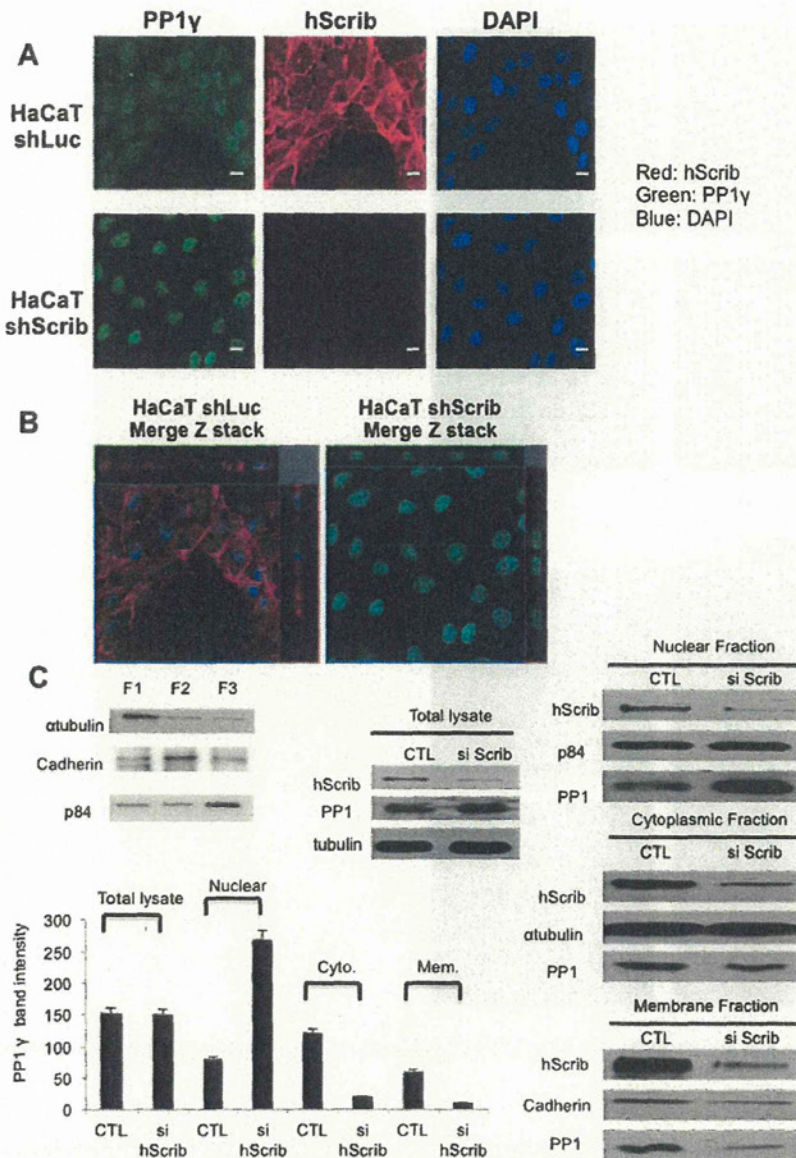 PP1γ hScrib DAPI
A
HaCaT
shLuc
HaCaT
shScrib
Red: hScrib
Green: PP1γ
Blue: DAPI
B
HaCaT shLuc
Merge Z stack
HaCaT shScrib
Merge Z stack
C
F1 F2 F3
αtubulin
Cadherin
p84
Total lysate
CTL si Scrib
hScrib
PP1
tubulin
Nuclear Fraction
CTL si Scrib
hScrib
p84
PP1
Cytoplasmic Fraction
CTL si Scrib
hScrib
αtubulin
PP1
Membrane Fraction
CTL si Scrib
hScrib
Cadherin
PP1
Total lysate
Nuclear
Cyto.
Mem.
PP1 γ band intensity
300
250
200
150
100
50
0
CTL si hScrib CTL si hScrib CTL si hScrib CTL si hScrib